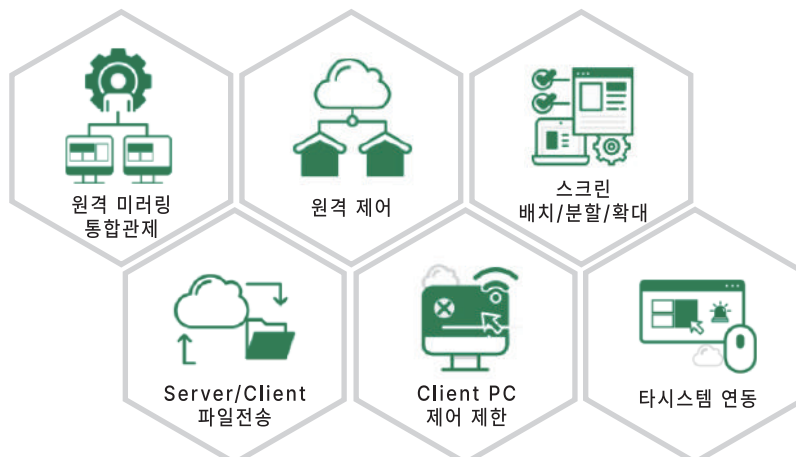 원격 미러링
통합관제
원격 제어
스크린
배치/분할/확대
Server/Client
파일전송
Client PC
제어 제한
타시스템 연동